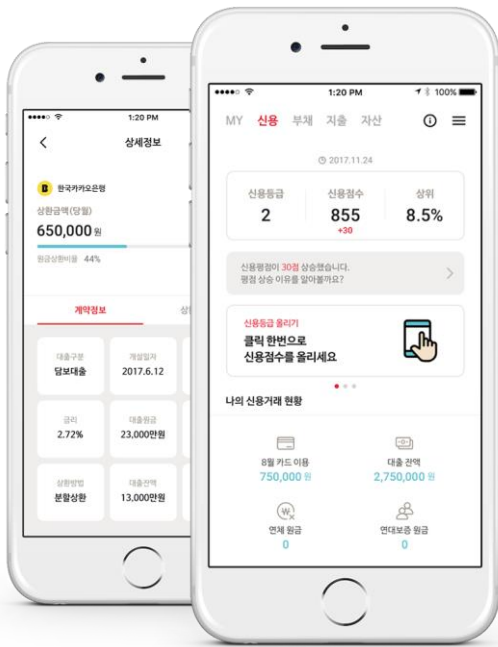 1:20 PM
상세정보
B 한국카카오은행
상환금액(당월)
650,000 원
원금상환비율 44%
계약정보
상
대출구분
담보대출
개설일자
2017.6.12
금리
2.72%
대출원금
23,000만원
상환방법
분할상환
대출잔액
13,000만원
1:20 PM
100%
MY 신용 부채 지출 자산
2017.11.24
신용등급
2
신용점수
855
+30
상위
8.5%
신용평점이 30점 상승했습니다.
평점 상승 이유를 알아볼까요?
신용등급 올리기
클릭 한번으로
신용점수를 올리세요
나의 신용거래 현황
8월 카드 이용
750,000 원
대출 잔액
2,750,000 원
연체 원금
0
연대보증 원금
0